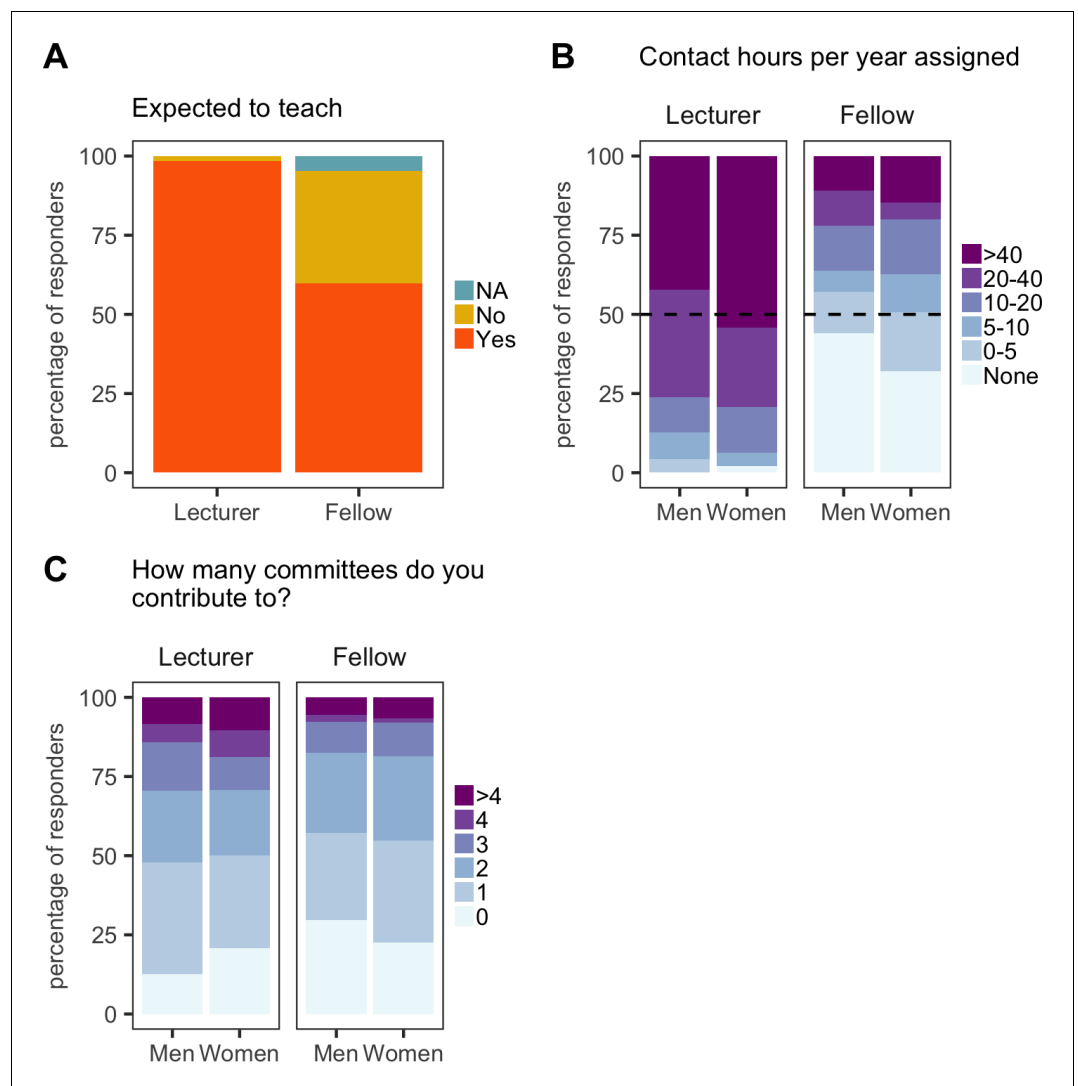 A
Expected to teach
percentage of responders
100
75
50
25
0
Lecturer Fellow
NA
No
Yes
B
Contact hours per year assigned
Lecturer Fellow
percentage of responders
100
75
50
25
0
Men Women Men Women
>40
20-40
10-20
5-10
0-5
None
C
How many committees do you
contribute to?
Lecturer Fellow
percentage of responders
100
75
50
25
0
Men Women Men Women
>4
4
3
2
1
0